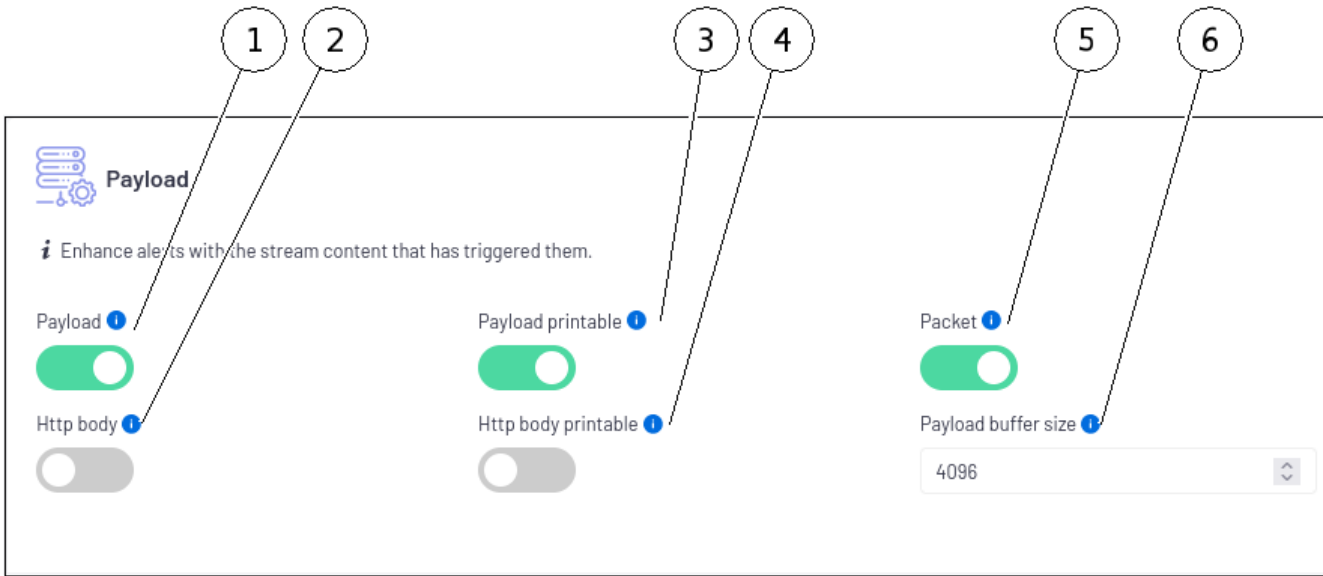 1 2 3 4 5 6
Payload
i Enhance alerts with the stream content that has triggered them.
Payload Payload printable Packet
Http body Http body printable Payload buffer size
4096